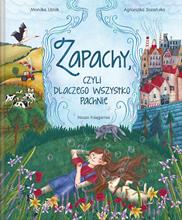 Monika Utnik
Agnieszka Sozańska
ZAPACHY,
CZYLI
DLACZEGO WSZYSTKO
PACHNIE
Nasza Księgarnia